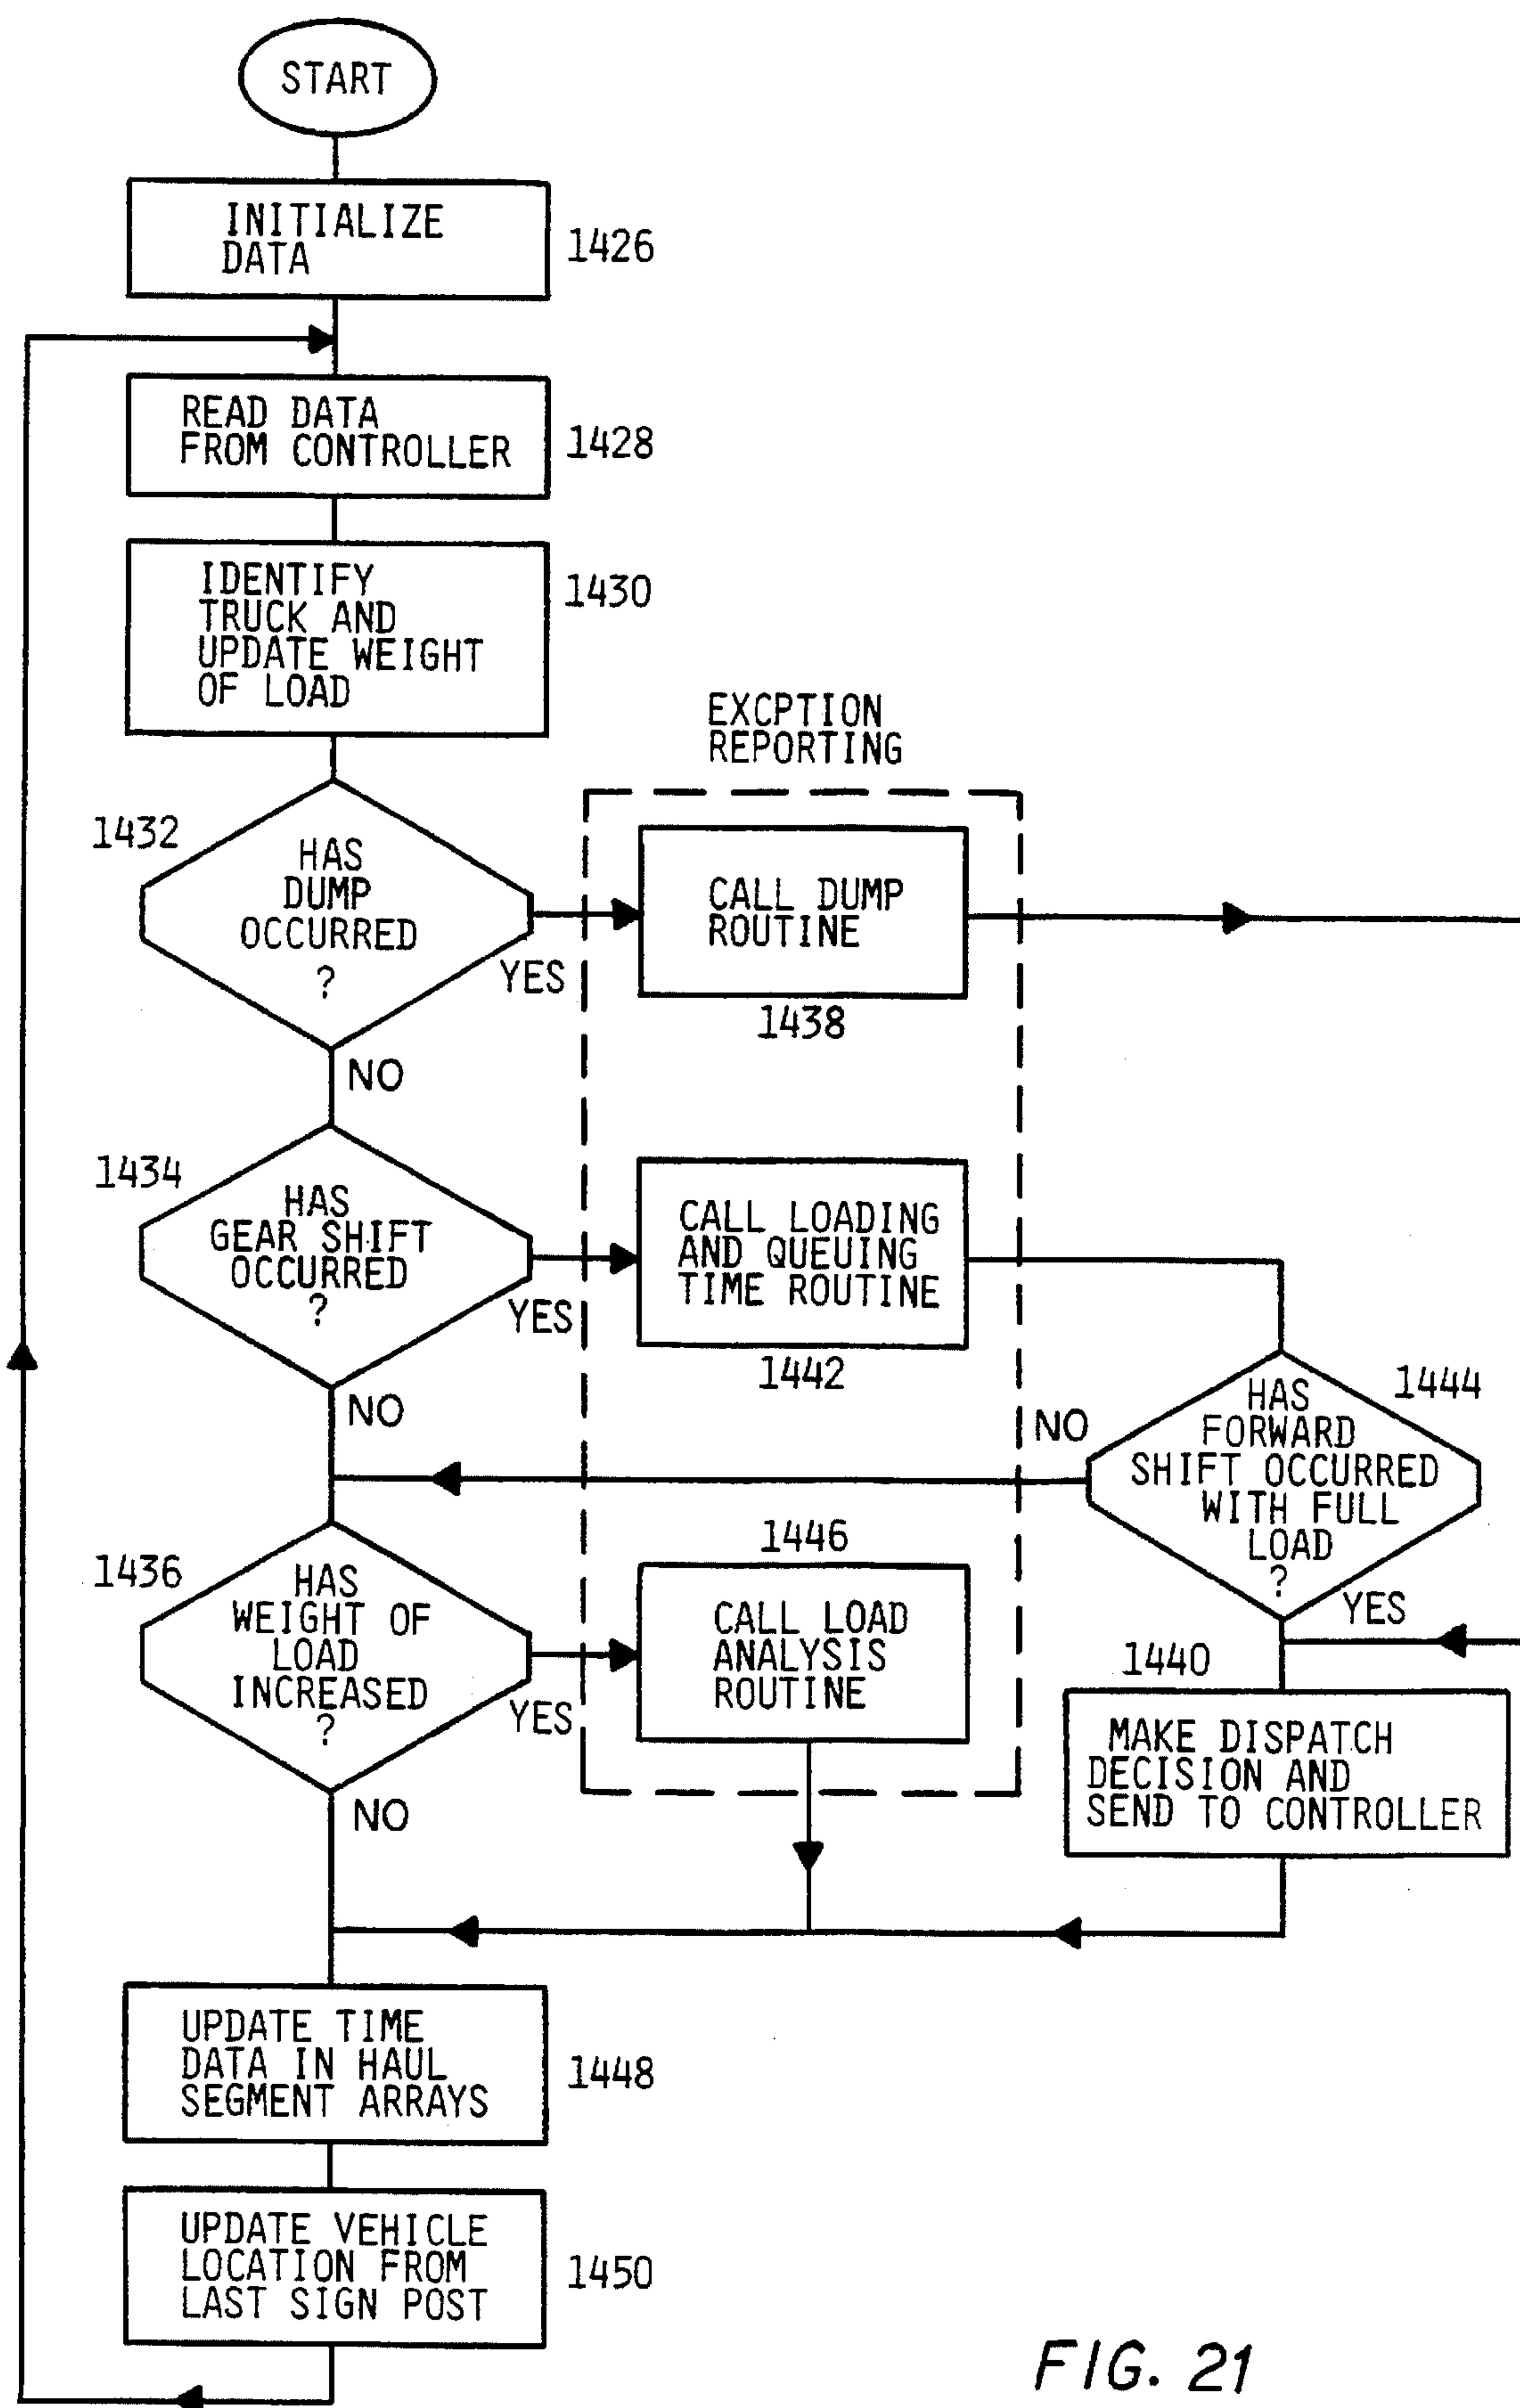 START
INITIALIZE
DATA
1426
READ DATA
FROM CONTROLLER
1428
IDENTIFY
TRUCK AND
UPDATE WEIGHT
OF LOAD
1430
EXCPTION
REPORTING
1432
HAS
DUMP
OCCURRED
?
YES
NO
CALL DUMP
ROUTINE
1438
1434
HAS
GEAR SHIFT
OCCURRED
?
YES
NO
CALL LOADING
AND QUEUING
TIME ROUTINE
1442
1444
HAS
FORWARD
SHIFT OCCURRED
WITH FULL
LOAD
?
NO
YES
1436
HAS
WEIGHT OF
LOAD
INCREASED
?
YES
NO
1446
CALL LOAD
ANALYSIS
ROUTINE
1440
MAKE DISPATCH
DECISION AND
SEND TO CONTROLLER
UPDATE TIME
DATA IN HAUL
SEGMENT ARRAYS
1448
UPDATE VEHICLE
LOCATION FROM
LAST SIGN POST
1450
FIG. 21